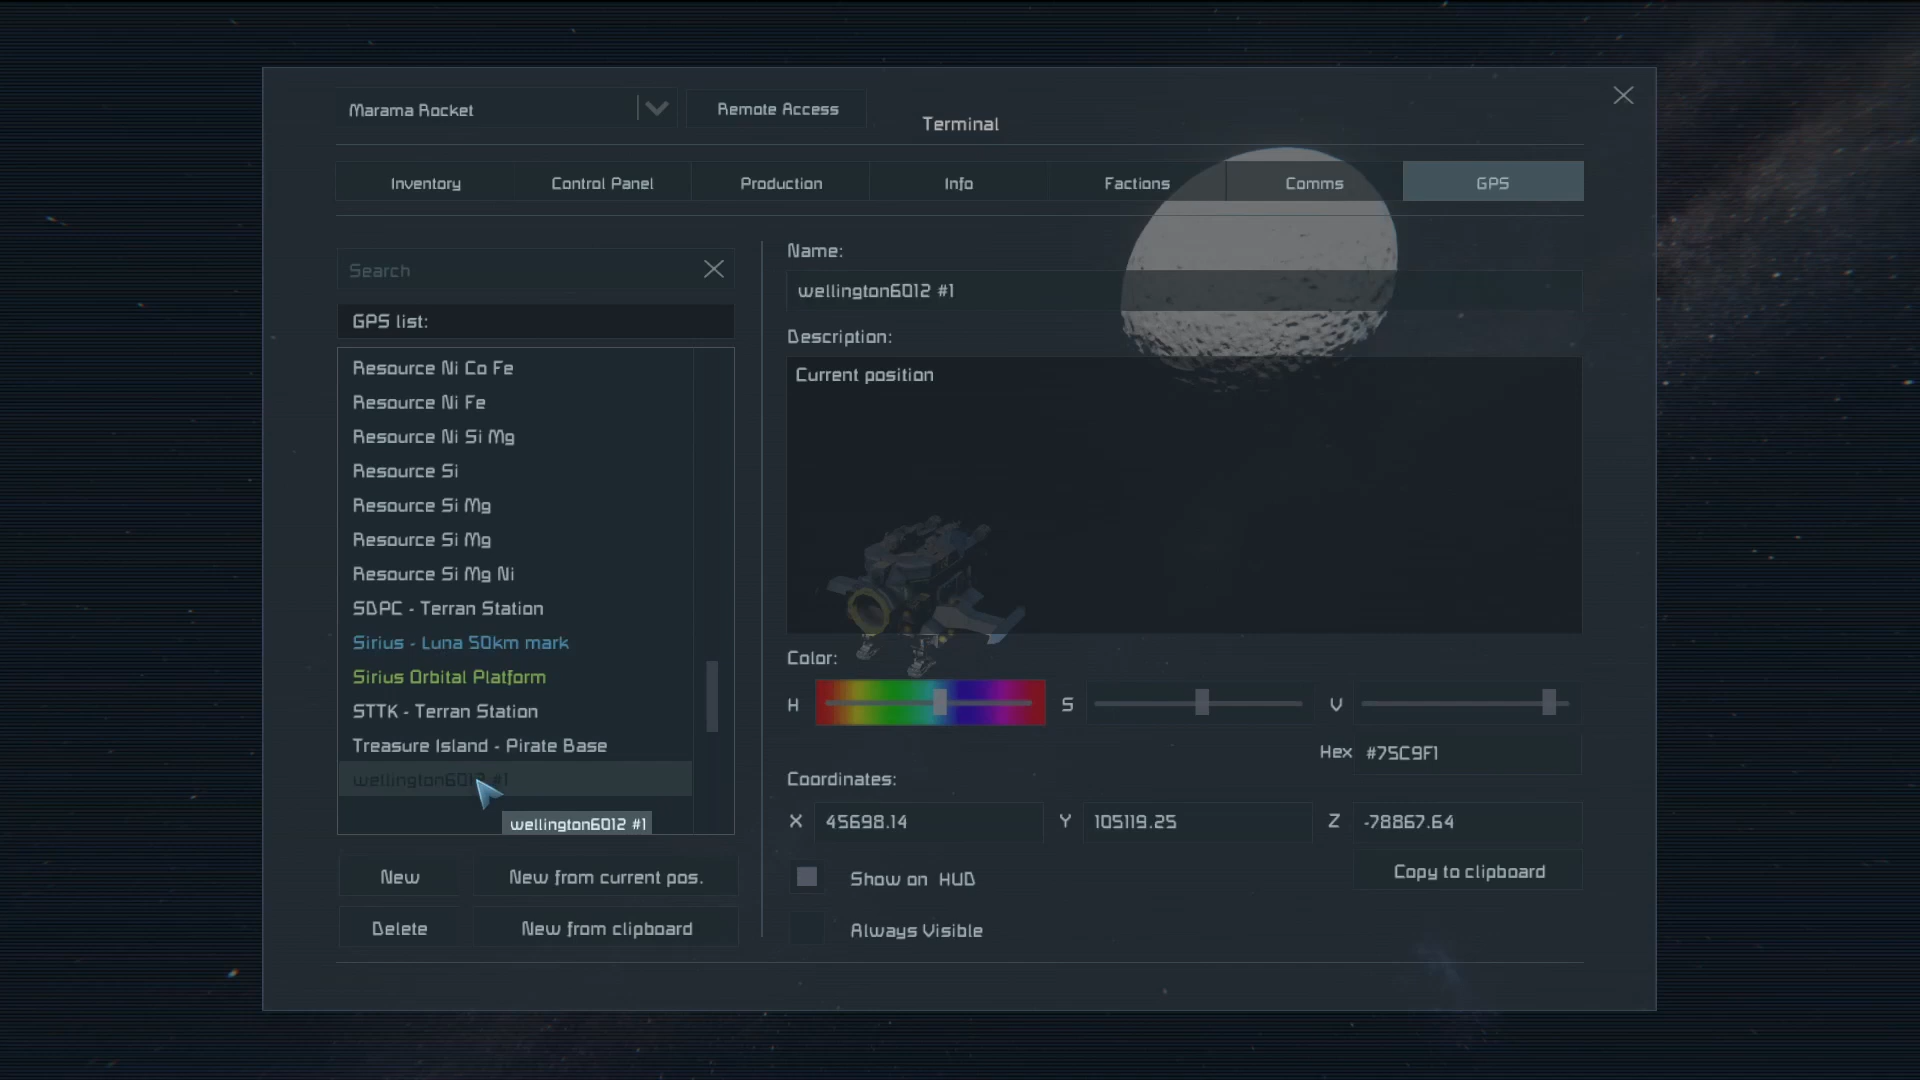 Marama Rocket
Remote Access
Terminal
Inventory
Control Panel
Production
Info
Factions
Comms
GPS
Search
GPS list:
Resource Ni Co Fe
Resource Ni Fe
Resource Ni Si Mg
Resource Si
Resource Si Mg
Resource Si Mg
Resource Si Mg Ni
SDPC - Terran Station
Sirius - Luna 50km mark
Sirius Orbital Platform
STTK - Terran Station
Treasure Island - Pirate Base
wellington6012 #1
wellington6012 #1
New
New from current pos.
Delete
New from clipboard
Name:
wellington6012 #1
Description:
Current position
Color:
H
S
V
Hex #75C9F1
Coordinates:
X 45698.14
Y 105119.25
Z -78867.64
Copy to clipboard
Show on HUD
Always Visible